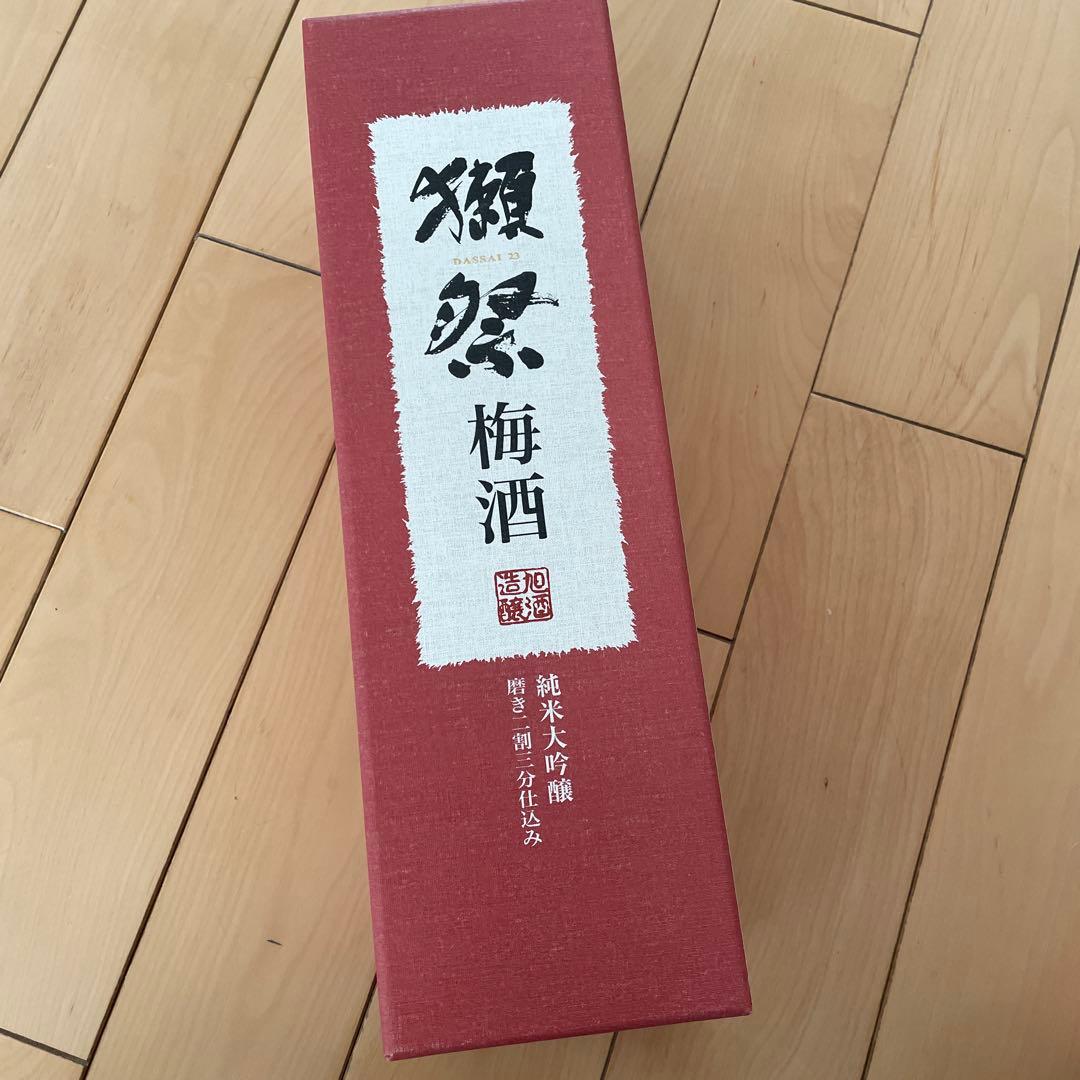 獺祭
DASSAI 23
梅酒
旭酒造醸
純米大吟醸
磨き二割三分仕込み